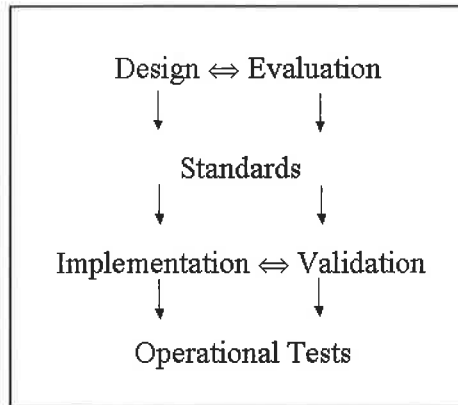 Design ⇔ Evaluation
Standards
Implementation ⇔ Validation
Operational Tests